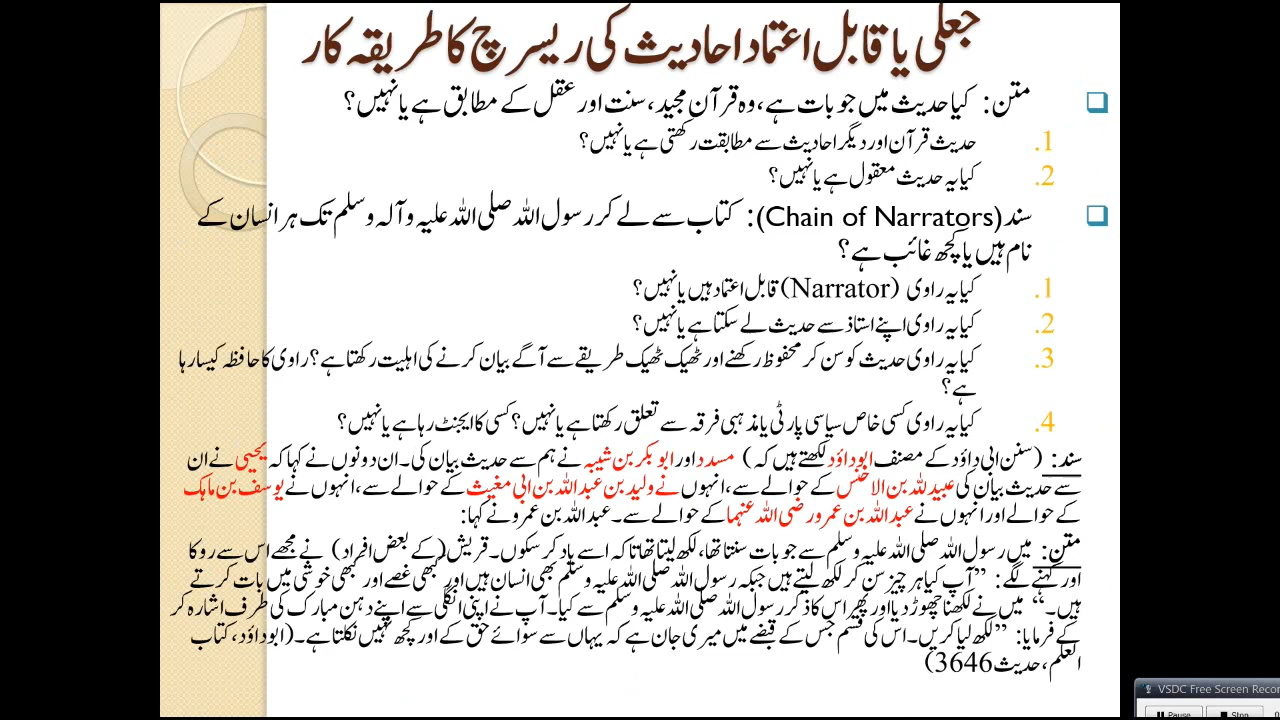 جعلی یا قابل اعتماد احادیث کی ریسرچ کا طریقہ کار
متن: کیا حدیث میں جو بات ہے، وہ قرآن مجید، سنت اور عقل کے مطابق ہے یا نہیں؟
1. حدیث قرآن اور دیگر احادیث سے مطابقت رکھتی ہے یا نہیں؟
2. کیا یہ حدیث معقول ہے یا نہیں؟
سند (Chain of Narrators): کتاب سے لے کر رسول اللہ صلی اللہ علیہ وآلہ وسلم تک ہر انسان کے
نام ہیں یا کچھ غائب ہے؟
1. کیا یہ راوی (Narrator) قابل اعتماد ہیں یا نہیں؟
2. کیا یہ راوی اپنے استاذ سے حدیث لے سکتا ہے یا نہیں؟
3. کیا یہ راوی حدیث کو سن کر محفوظ رکھنے اور ٹھیک ٹھیک طریقے سے آگے بیان کرنے کی اہلیت رکھتا ہے؟ راوی کا حافظہ کیسا رہا
ہے؟
4. کیا یہ راوی کسی خاص سیاسی پارٹی یا مذہبی فرقہ سے تعلق رکھتا ہے یا نہیں؟ کسی کا ایجنٹ رہا ہے یا نہیں؟
سند: (سنن ابی داؤد کے مصنف ابوداؤد لکھتے ہیں کہ) مسدد اور ابو بکر بن شیبہ نے ہم سے حدیث بیان کی۔ ان دونوں نے کہا کہ یحیی نے ان
سے حدیث بیان کی عبید للہ بن الاخنس کے حوالے سے، انہوں نے ولید بن عبد اللہ بن ابی مغیث کے حوالے سے، انہوں نے یوسف بن ماہک
کے حوالے اور انہوں نے عبد اللہ بن عمرو رضی اللہ عنہما کے حوالے سے۔ عبد اللہ بن عمرو نے کہا:
متن: میں رسول اللہ صلی اللہ علیہ وسلم سے جو بات سنتا تھا، لکھ لیتا تھا تاکہ اسے یاد کر سکوں۔ قریش (کے بعض افراد) نے مجھے اس سے روکا
اور کہنے لگے: ”آپ کیا ہر چیز سن کر لکھ لیتے ہیں جبکہ رسول اللہ صلی اللہ علیہ وسلم بھی انسان ہیں اور کبھی غصے اور کبھی خوشی میں بات کرتے
ہیں۔“ میں نے لکھنا چھوڑ دیا اور پھر اس کا ذکر رسول اللہ صلی اللہ علیہ وسلم سے کیا۔ آپ نے اپنی انگلی سے اپنے دہن مبارک کی طرف اشارہ کر
کے فرمایا: ”لکھ لیا کریں۔ اس کی قسم جس کے قبضے میں میری جان ہے کہ یہاں سے سوائے حق کے اور کچھ نہیں نکلتا ہے۔ (ابوداؤد، کتاب
العلم، حدیث 3646)
VSDC Free Screen Recor
Pause Stop